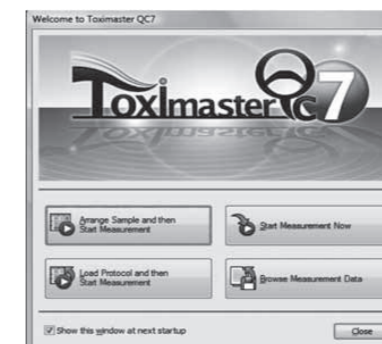 Welcome to Toximaster QC7
Toximaster QC7
Arrange Sample and then
Start Measurement
Start Measurement Now
Load Protocol and then
Start Measurement
Browse Measurement Data
Show this window at next startup
Close